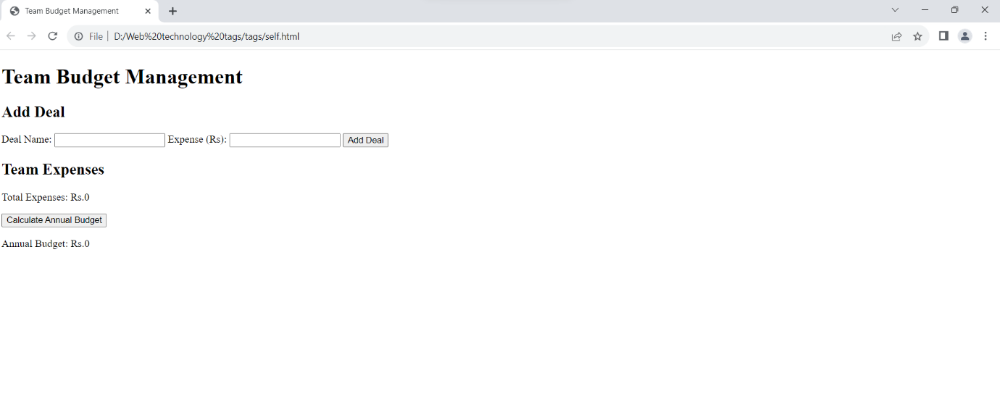 Team Budget Management
File D:/Web%20technology%20tags/tags/self.html
Team Budget Management
Add Deal
Deal Name: Expense (Rs): Add Deal
Team Expenses
Total Expenses: Rs.0
Calculate Annual Budget
Annual Budget: Rs.0